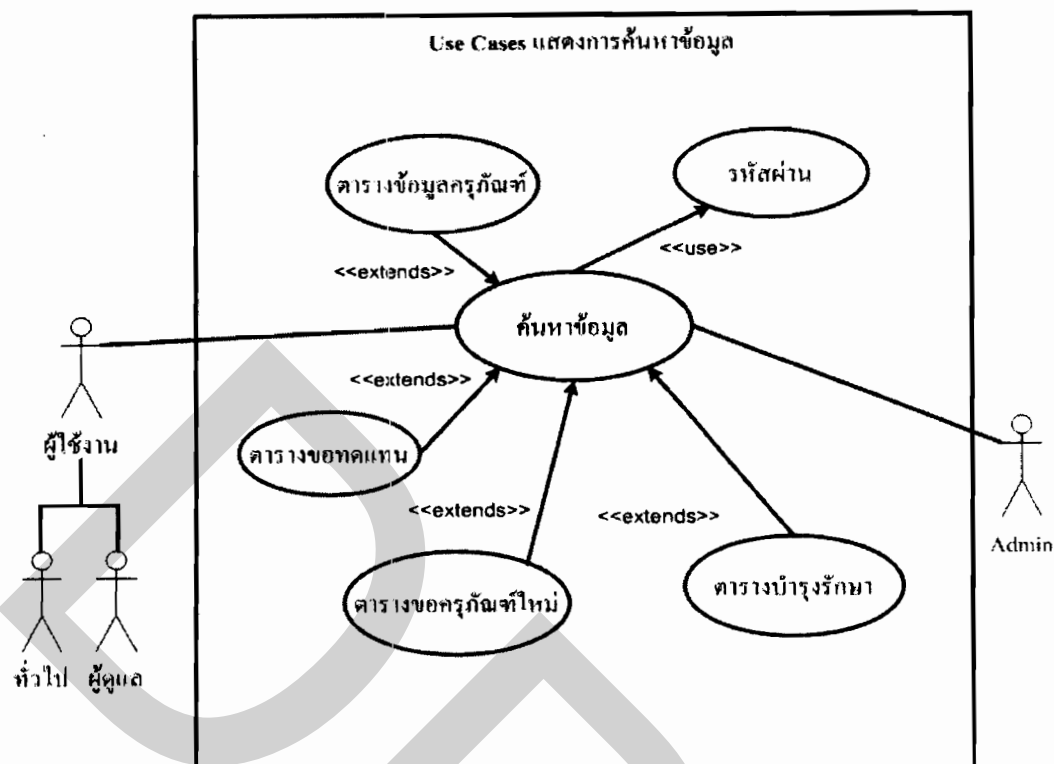 Use Cases แสดงการค้นหาข้อมูล
ตารางข้อมูลครุภัณฑ์
รหัสผ่าน
<<extends>>
<<use>>
ค้นหาข้อมูล
<<extends>>
ผู้ใช้งาน
ตารางขอทดแทน
<<extends>>
<<extends>>
Admin
ตารางขอครุภัณฑ์ใหม่
ตารางบำรุงรักษา
ทั่วไป
ผู้ดูแล